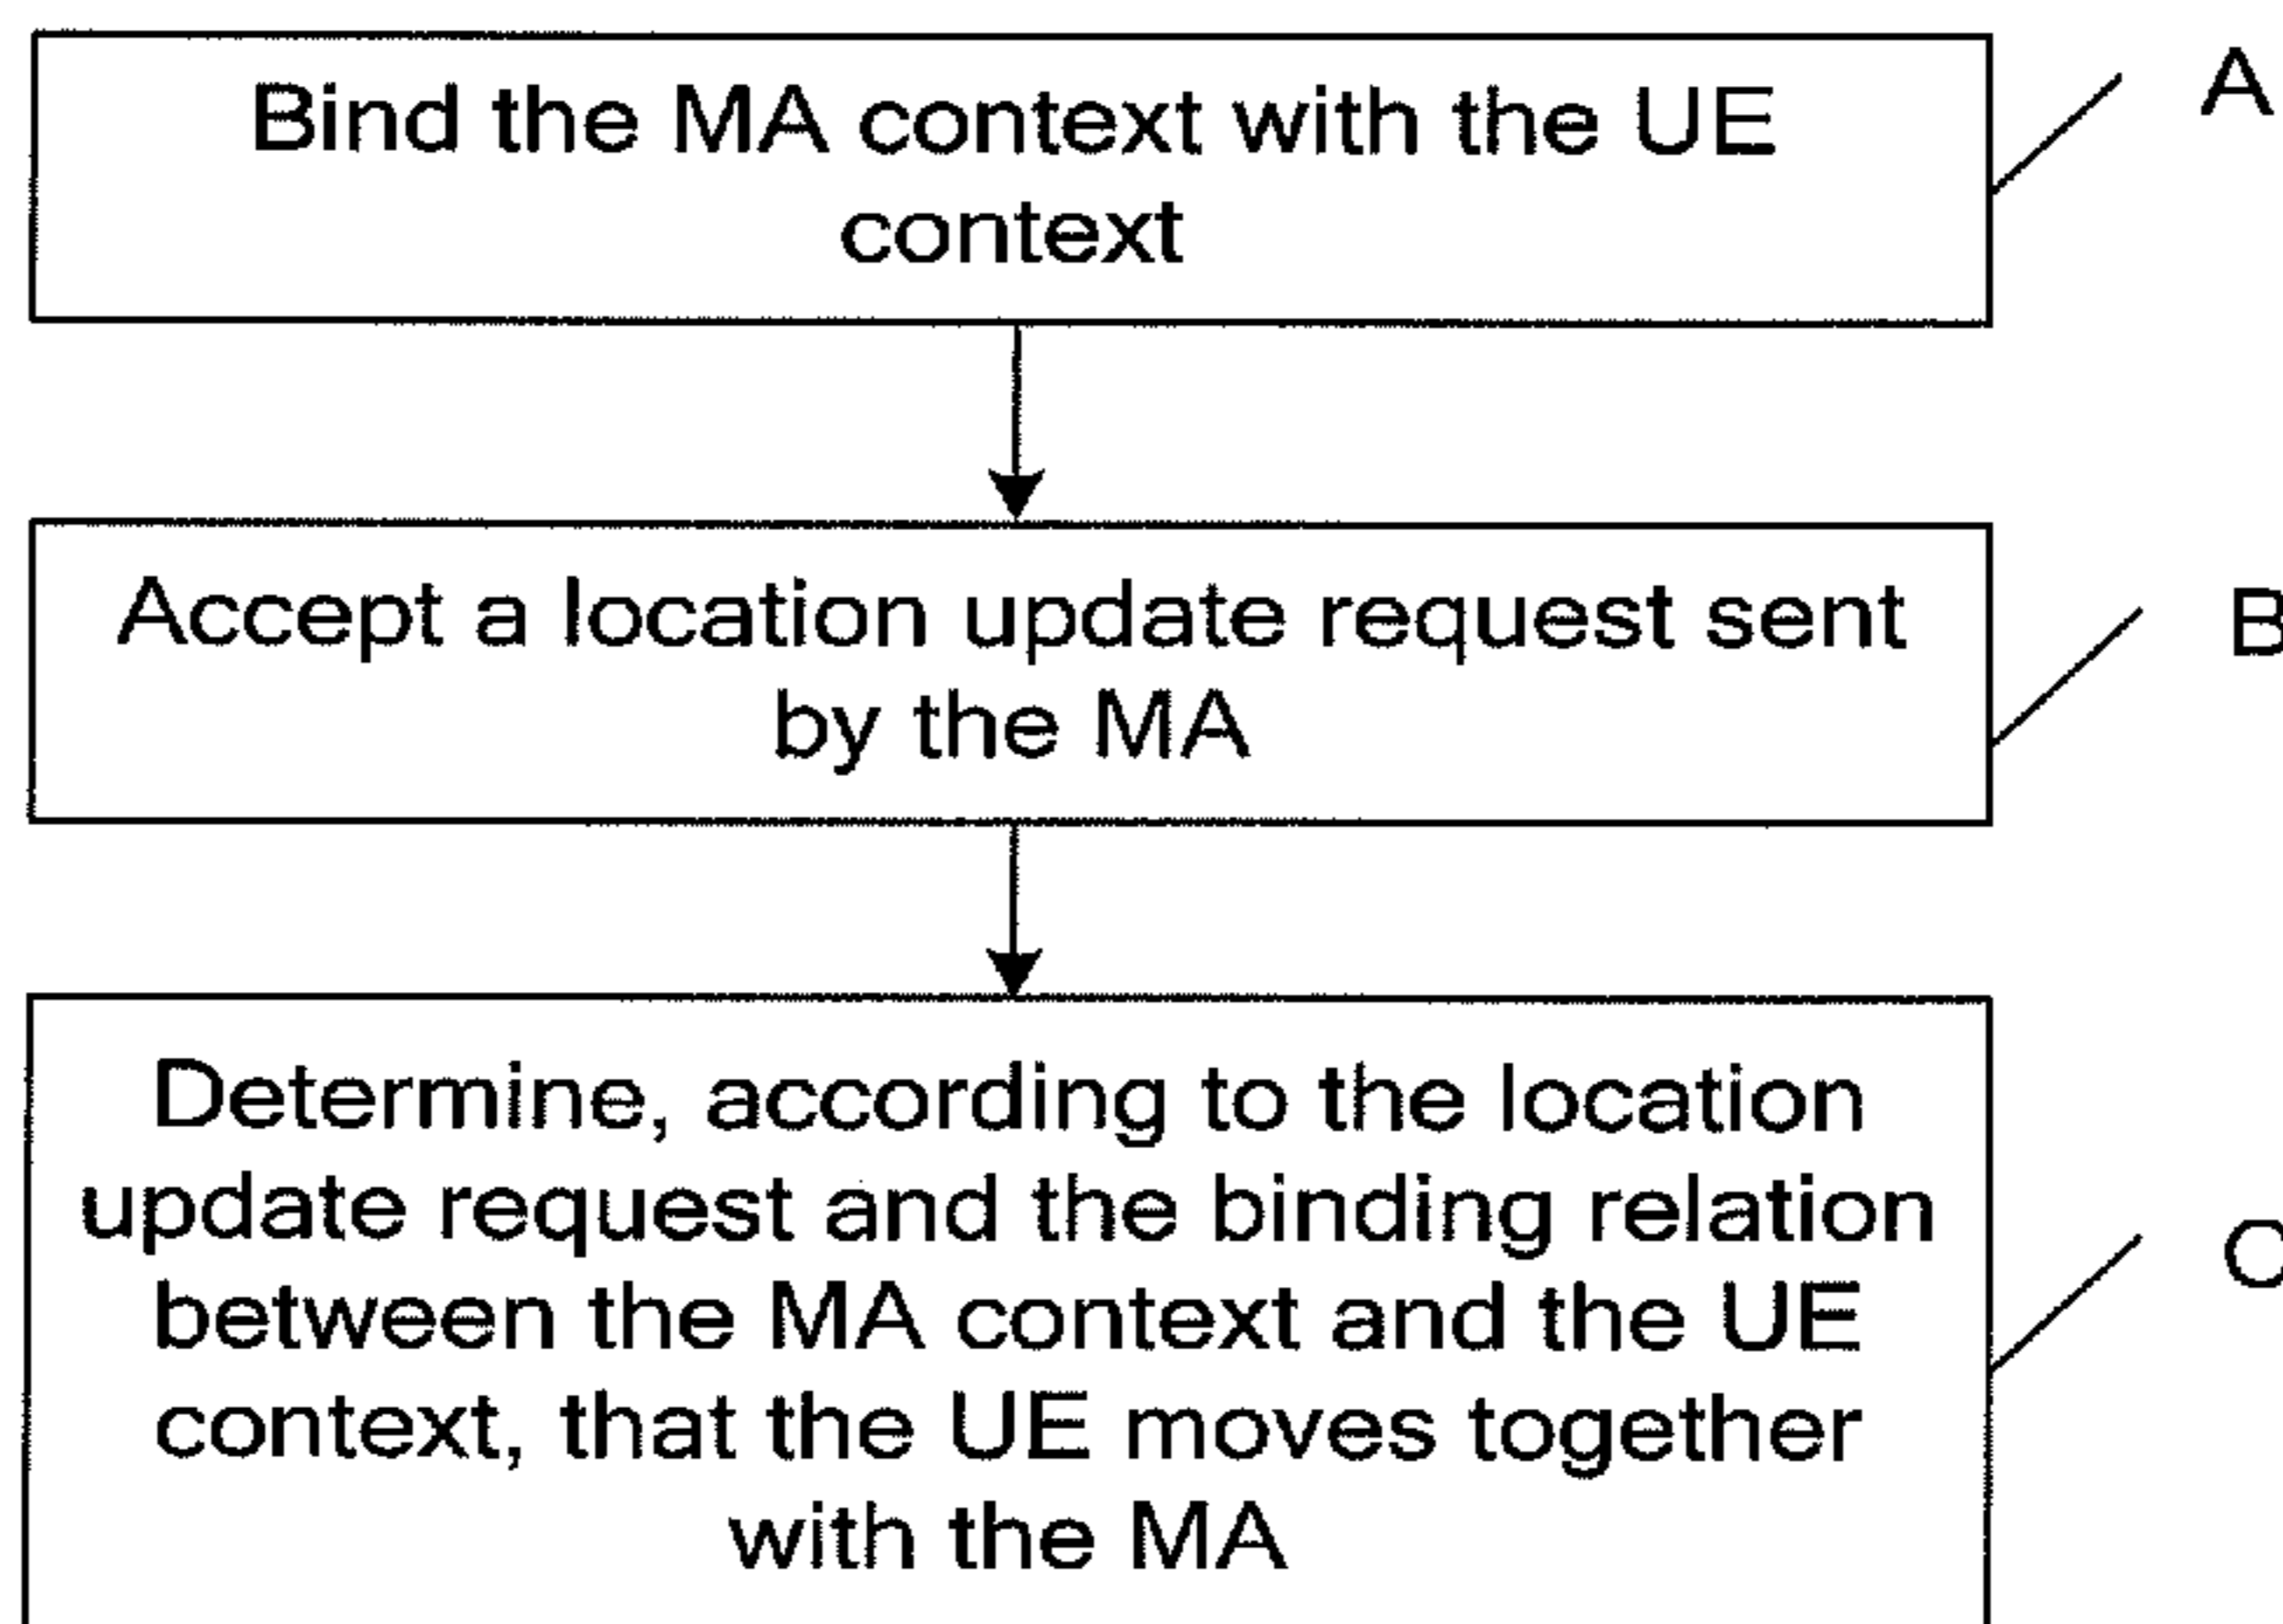 Bind the MA context with the UE
context
A
Accept a location update request sent
by the MA
B
Determine, according to the location
update request and the binding relation
between the MA context and the UE
context, that the UE moves together
with the MA
C